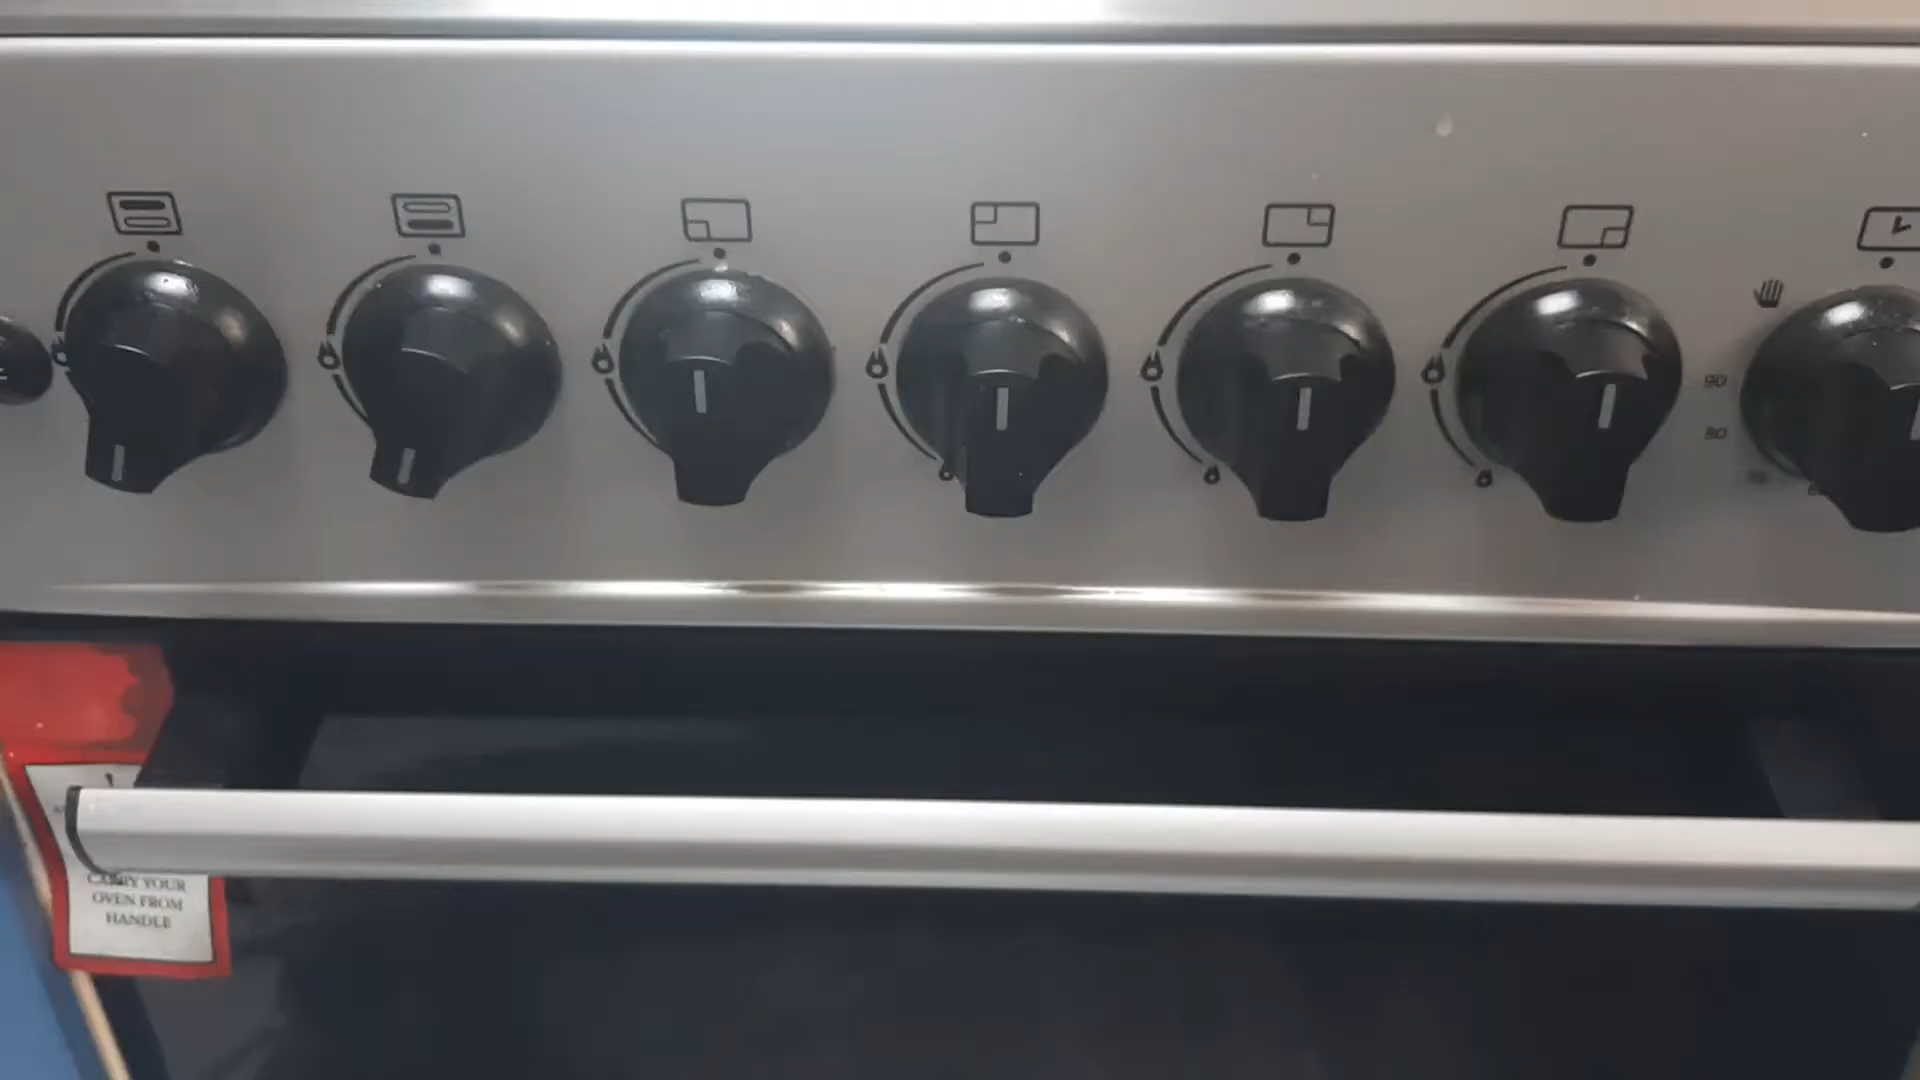 90
80
CARRY YOUR
OVEN FROM
HANDLE